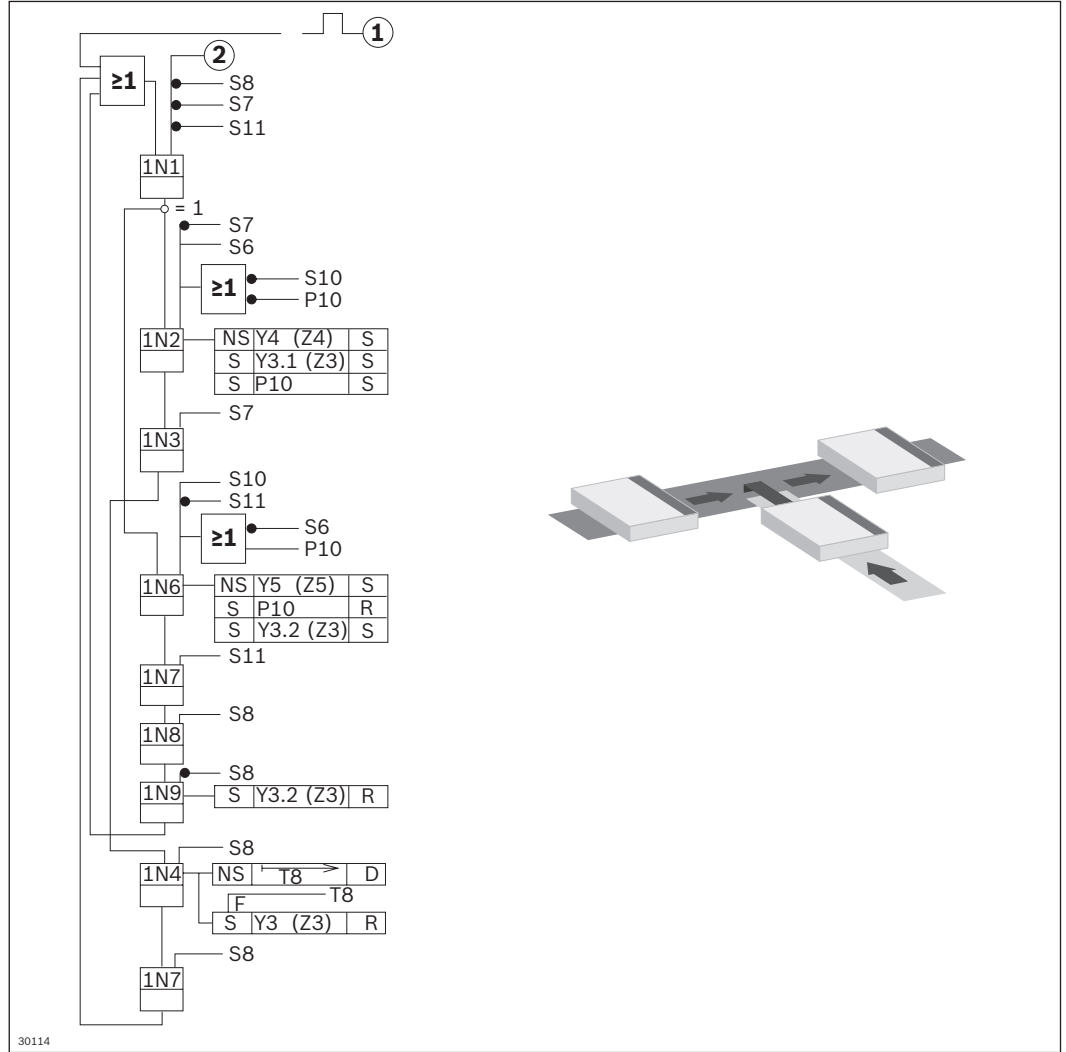 1
2
≥1
S8
S7
S11
1N1
= 1
S7
S6
≥1
S10
P10
1N2
NS Y4 (Z4) S
S Y3.1 (Z3) S
S P10 S
S7
1N3
S10
S11
≥1
S6
P10
1N6
NS Y5 (Z5) S
S P10 R
S Y3.2 (Z3) S
S11
1N7
S8
1N8
S8
1N9
S Y3.2 (Z3) R
S8
1N4
NS T8 D
T8
F
S Y3 (Z3) R
S8
1N7
30114